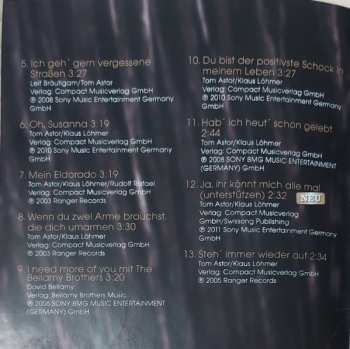 5. Ich geh´ gern vergessene
Straßen 3:27
Leif Bräutigam/Tom Astor
Verlag: Compact Musicverlag GmbH
℗ 2008 Sony Music Entertainment Germany
GmbH
6. Oh, Susanna 3:19
Tom Astor/Klaus Löhmer
Verlag: Compact Musicverlag GmbH
℗ 2010 Sony Music Entertainment Germany
GmbH
7. Mein Eldorado 3:19
Tom Astor/Klaus Löhmer/Rudolf Rafael
Verlag: Compact Musicverlag GmbH
℗ 2003 Ranger Records
8. Wenn du zwei Arme brauchst,
die dich umarmen 3:30
Tom Astor/Klaus Löhmer
Verlag: Compact Musicverlag GmbH
℗ 2003 Ranger Records
9. I need more of you mit The
Bellamy Brothers 3:20
David Bellamy
Verlag: Bellamy Brothers Music
℗ 2006 SONY BMG MUSIC ENTERTAINMENT
(GERMANY) GmbH
10. Du bist der positivste Schock in
meinem Leben 3:27
Tom Astor/Klaus Löhmer
Verlag: Compact Musicverlag GmbH
℗ 2010 Sony Music Entertainment Germany
GmbH
11. Hab´ ich heut´ schon gelebt
2:44
Tom Astor/Klaus Löhmer
Verlag: Compact Musicverlag GmbH
℗ 2008 SONY BMG MUSIC ENTERTAINMENT
(GERMANY) GmbH
12. Ja, ihr könnt mich alle mal
(unterstützen) 2:32 NEU
Tom Astor/Klaus Löhmer
Verlag: Compact Musicverlag
GmbH/Swissong Publishing
GmbH
℗ 2011 Sony Music Entertainment Germany
GmbH
13. Steh´ immer wieder auf 2:34
Tom Astor/Klaus Löhmer
Verlag: Compact Musicverlag GmbH
℗ 2005 Ranger Records